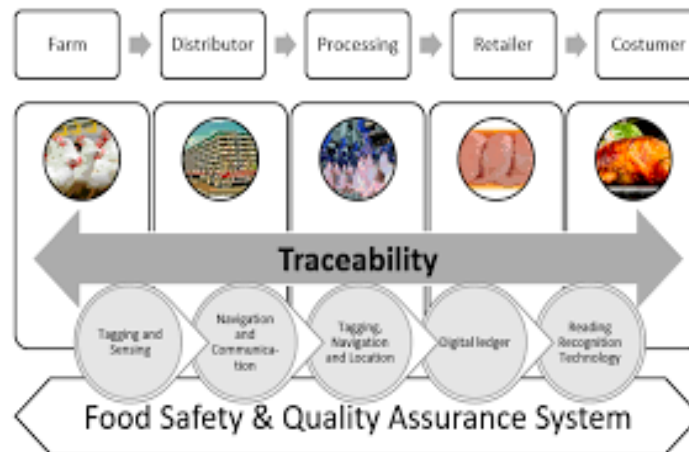 Farm
Distributor
Processing
Retailer
Costumer
Traceability
Tagging and
Sensing
Navigation
and
Communica-
tion
Tagging,
Navigation
and Location
Digital ledger
Reading
Recognition
Technology
Food Safety & Quality Assurance System